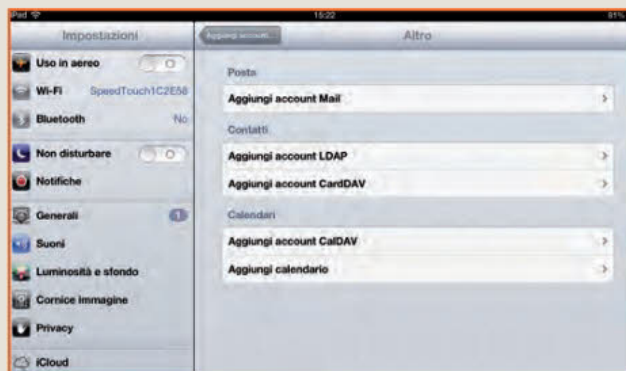 iPad 15:22 81%
Impostazioni
Uso in aereo
Wi-Fi SpeedTouch1C2E58
Bluetooth No
Non disturbare
Notifiche
Generali 1
Suoni
Luminosità e sfondo
Cornice Immagine
Privacy
iCloud
Aggiungi account... Altro
Posta
Aggiungi account Mail
Contatti
Aggiungi account LDAP
Aggiungi account CardDAV
Calendari
Aggiungi account CalDAV
Aggiungi calendario